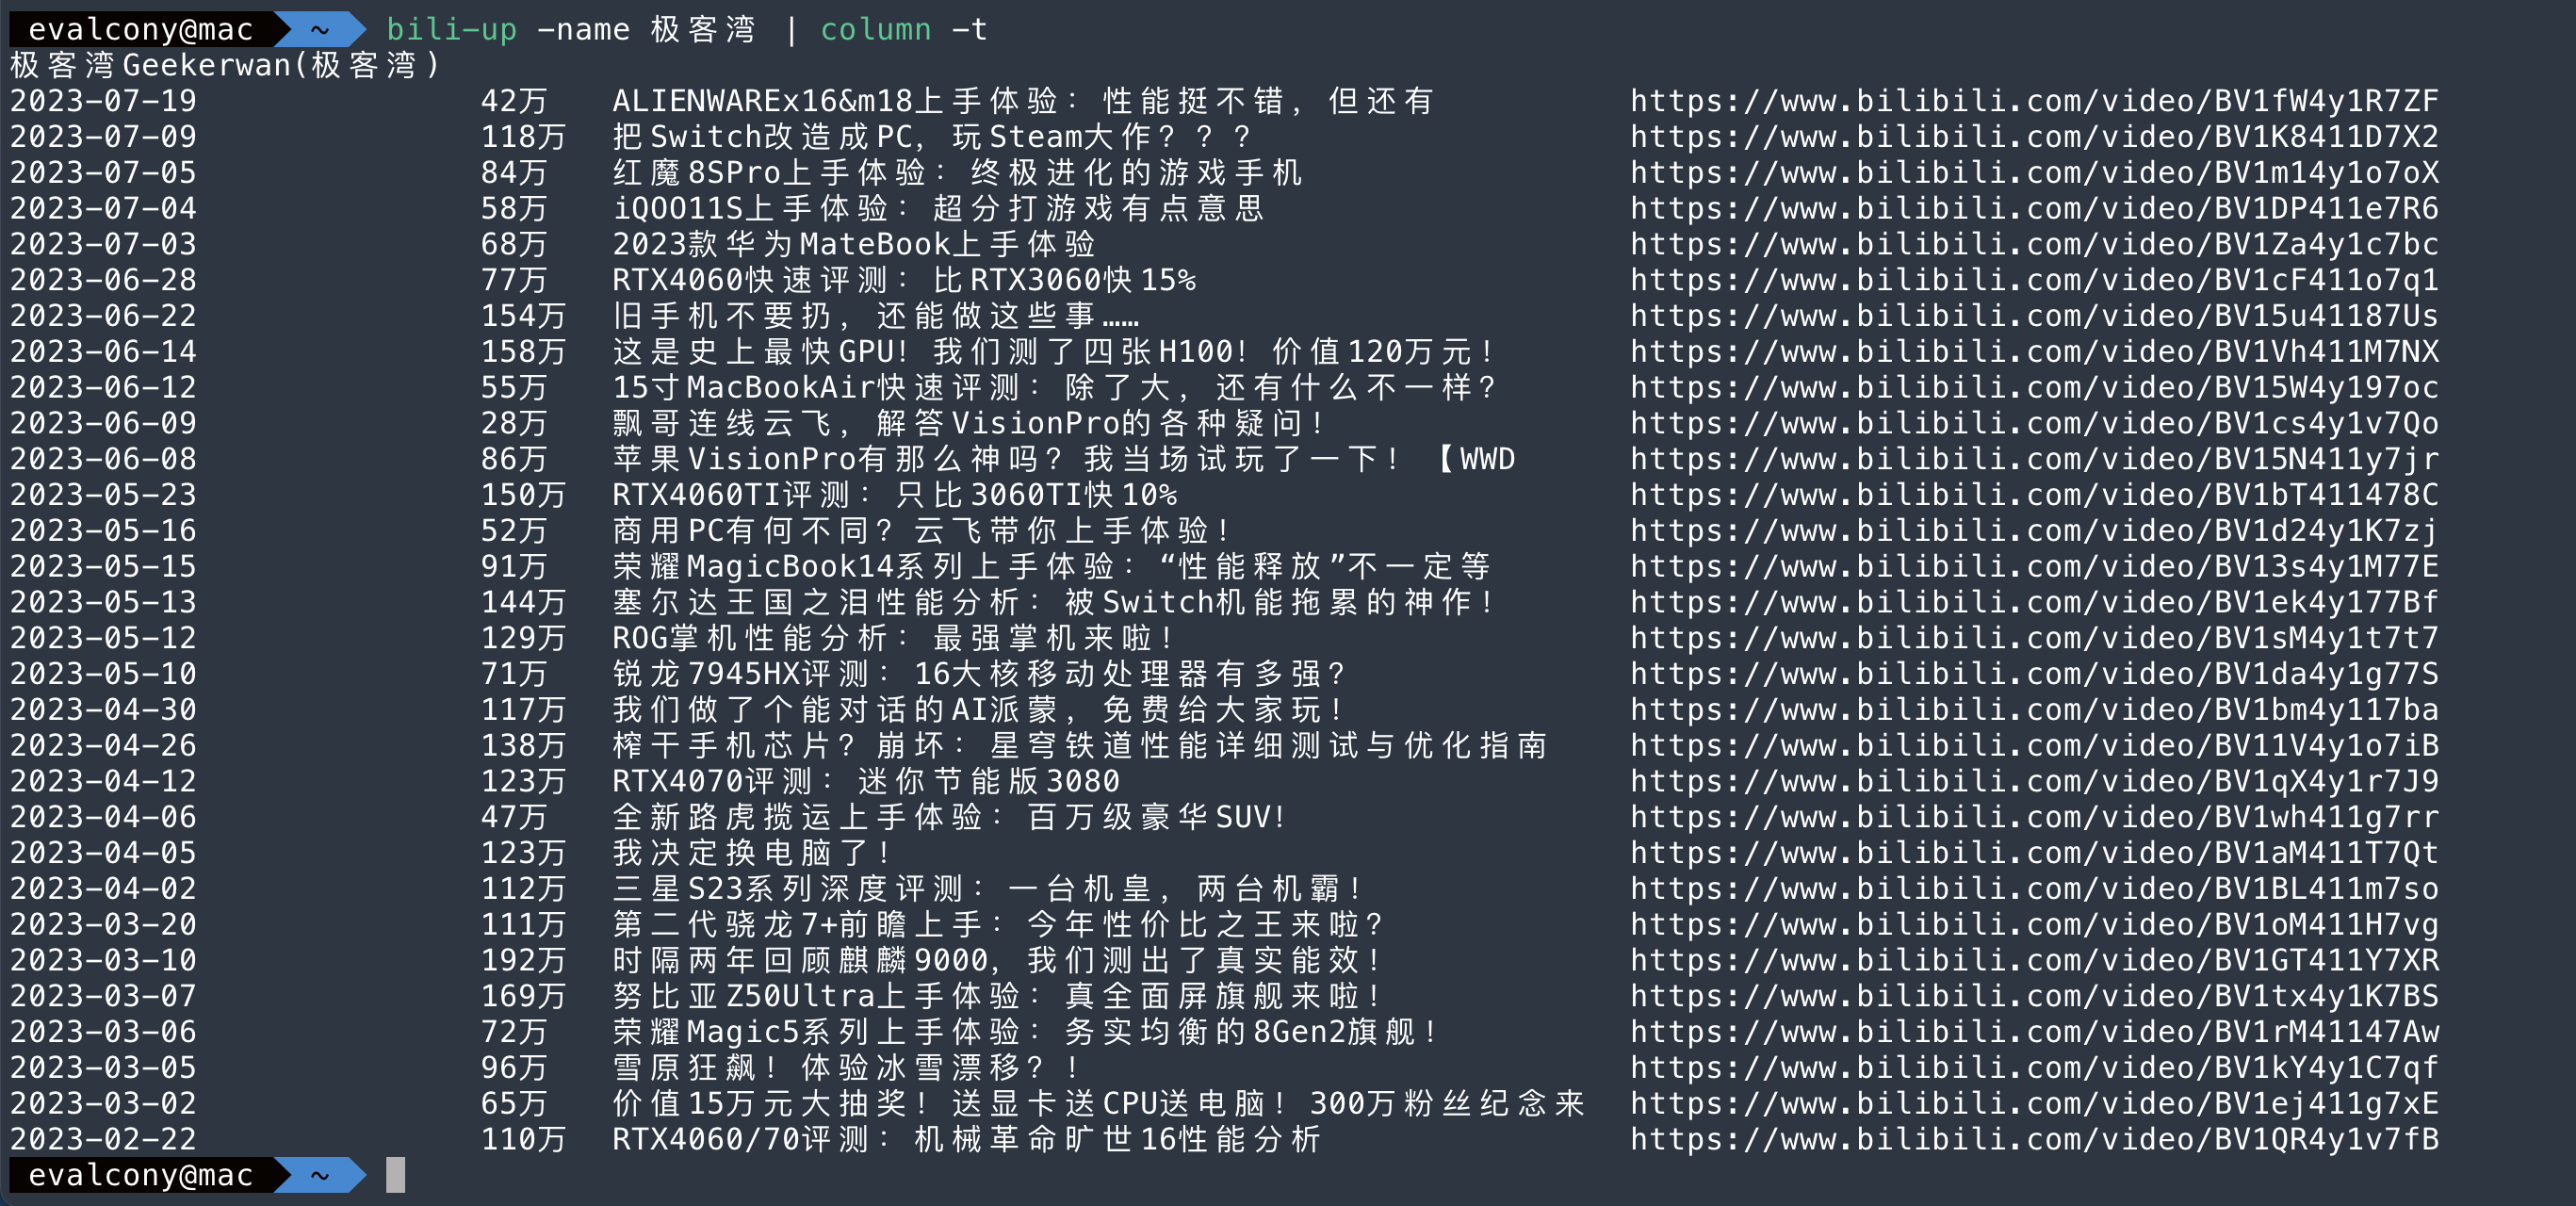 evalcony@mac ~ bili-up -name 极客湾 | column -t
极客湾Geekerwan(极客湾)
2023-07-19 42万 ALIENWAREx16&m18上手体验：性能挺不错，但还有 https://www.bilibili.com/video/BV1fW4y1R7ZF
2023-07-09 118万 把Switch改造成PC，玩Steam大作？？？ https://www.bilibili.com/video/BV1K8411D7X2
2023-07-05 84万 红魔8SPro上手体验：终极进化的游戏手机 https://www.bilibili.com/video/BV1m14y1o7oX
2023-07-04 58万 iQOO11S上手体验：超分打游戏有点意思 https://www.bilibili.com/video/BV1DP411e7R6
2023-07-03 68万 2023款华为MateBook上手体验 https://www.bilibili.com/video/BV1Za4y1c7bc
2023-06-28 77万 RTX4060快速评测：比RTX3060快15% https://www.bilibili.com/video/BV1cF411o7q1
2023-06-22 154万 旧手机不要扔，还能做这些事…… https://www.bilibili.com/video/BV15u41187Us
2023-06-14 158万 这是史上最快GPU！我们测了四张H100！价值120万元！ https://www.bilibili.com/video/BV1Vh411M7NX
2023-06-12 55万 15寸MacBookAir快速评测：除了大，还有什么不一样？ https://www.bilibili.com/video/BV15W4y197oc
2023-06-09 28万 飘哥连线云飞，解答VisionPro的各种疑问！ https://www.bilibili.com/video/BV1cs4y1v7Qo
2023-06-08 86万 苹果VisionPro有那么神吗？我当场试玩了一下！【WWD https://www.bilibili.com/video/BV15N411y7jr
2023-05-23 150万 RTX4060TI评测：只比3060TI快10% https://www.bilibili.com/video/BV1bT411478C
2023-05-16 52万 商用PC有何不同？云飞带你上手体验！ https://www.bilibili.com/video/BV1d24y1K7zj
2023-05-15 91万 荣耀MagicBook14系列上手体验：“性能释放”不一定等 https://www.bilibili.com/video/BV13s4y1M77E
2023-05-13 144万 塞尔达王国之泪性能分析：被Switch机能拖累的神作！ https://www.bilibili.com/video/BV1ek4y177Bf
2023-05-12 129万 ROG掌机性能分析：最强掌机来啦！ https://www.bilibili.com/video/BV1sM4y1t7t7
2023-05-10 71万 锐龙7945HX评测：16大核移动处理器有多强？ https://www.bilibili.com/video/BV1da4y1g77S
2023-04-30 117万 我们做了个能对话的AI派蒙，免费给大家玩！ https://www.bilibili.com/video/BV1bm4y117ba
2023-04-26 138万 榨干手机芯片？崩坏：星穹铁道性能详细测试与优化指南 https://www.bilibili.com/video/BV11V4y1o7iB
2023-04-12 123万 RTX4070评测：迷你节能版3080 https://www.bilibili.com/video/BV1qX4y1r7J9
2023-04-06 47万 全新路虎揽运上手体验：百万级豪华SUV！ https://www.bilibili.com/video/BV1wh411g7rr
2023-04-05 123万 我决定换电脑了！ https://www.bilibili.com/video/BV1aM411T7Qt
2023-04-02 112万 三星S23系列深度评测：一台机皇，两台机霸！ https://www.bilibili.com/video/BV1BL411m7so
2023-03-20 111万 第二代骁龙7+前瞻上手：今年性价比之王来啦？ https://www.bilibili.com/video/BV1oM411H7vg
2023-03-10 192万 时隔两年回顾麒麟9000，我们测出了真实能效！ https://www.bilibili.com/video/BV1GT411Y7XR
2023-03-07 169万 努比亚Z50Ultra上手体验：真全面屏旗舰来啦！ https://www.bilibili.com/video/BV1tx4y1K7BS
2023-03-06 72万 荣耀Magic5系列上手体验：务实均衡的8Gen2旗舰！ https://www.bilibili.com/video/BV1rM41147Aw
2023-03-05 96万 雪原狂飙！体验冰雪漂移？！ https://www.bilibili.com/video/BV1kY4y1C7qf
2023-03-02 65万 价值15万元大抽奖！送显卡送CPU送电脑！300万粉丝纪念来 https://www.bilibili.com/video/BV1ej411g7xE
2023-02-22 110万 RTX4060/70评测：机械革命旷世16性能分析 https://www.bilibili.com/video/BV1QR4y1v7fB
evalcony@mac ~